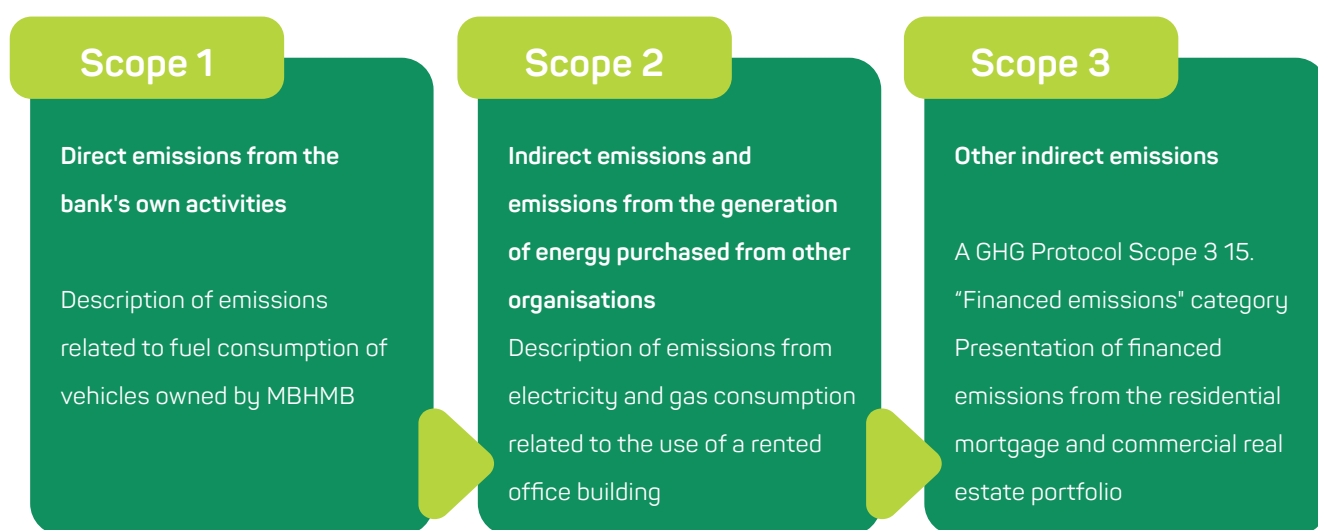 Scope 1
Direct emissions from the
bank's own activities
Description of emissions
related to fuel consumption of
vehicles owned by MBHMB
Scope 2
Indirect emissions and
emissions from the generation
of energy purchased from other
organisations
Description of emissions from
electricity and gas consumption
related to the use of a rented
office building
Scope 3
Other indirect emissions
A GHG Protocol Scope 3 15.
“Financed emissions" category
Presentation of financed
emissions from the residential
mortgage and commercial real
estate portfolio